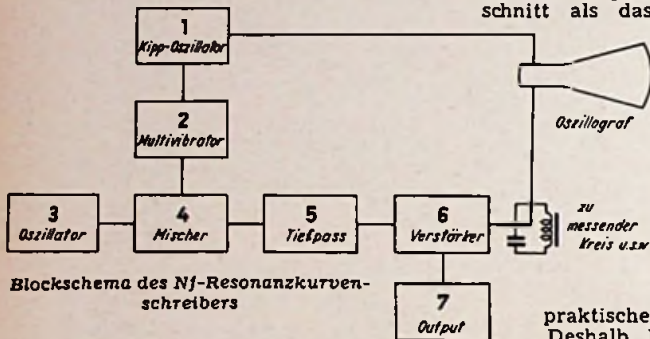 schnitt als das
1
Kipp-Oszillator
2
Multivibrator
Oszillograf
3
Oszillator
4
Mischer
5
Tiefpass
6
Verstärker
zu
messender
Kreis u.s.w
Blockschema des Nf-Resonanzkurven-
schreibers
7
Output
praktische
Deshalb